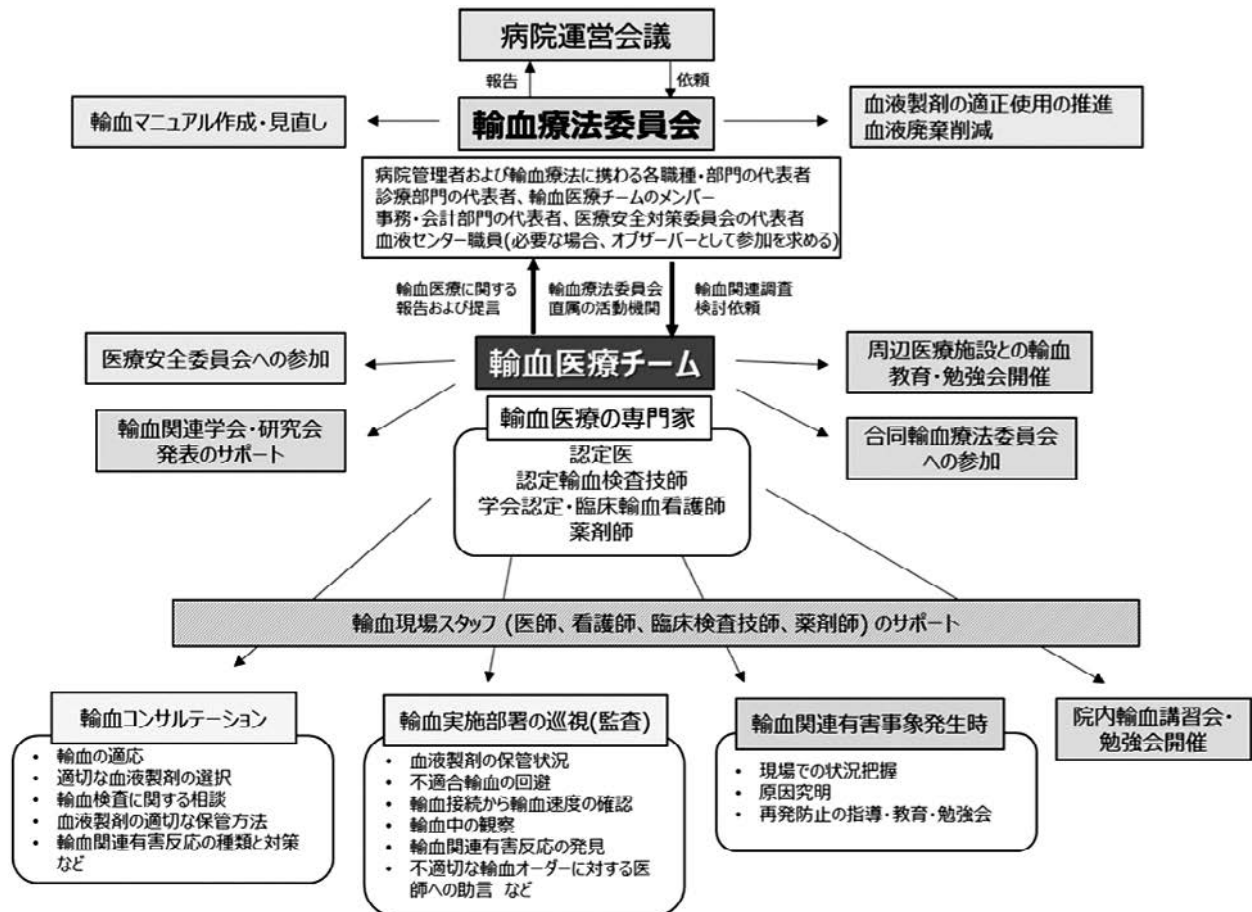 病院運営会議
報告
依頼
輸血マニュアル作成・見直し
輸血療法委員会
血液製剤の適正使用の推進
血液廃棄削減
病院管理者および輸血療法に携わる各職種・部門の代表者
診療部門の代表者、輸血医療チームのメンバー
事務・会計部門の代表者、医療安全対策委員会の代表者
血液センター職員(必要な場合、オブザーバーとして参加を求める)
輸血医療に関する
報告および提言
輸血療法委員会
直属の活動機関
輸血関連調査
検討依頼
医療安全委員会への参加
輸血医療チーム
周辺医療施設との輸血
教育・勉強会開催
輸血関連学会・研究会
発表のサポート
輸血医療の専門家
合同輸血療法委員会
への参加
認定医
認定輸血検査技師
学会認定・臨床輸血看護師
薬剤師
輸血現場スタッフ (医師、看護師、臨床検査技師、薬剤師) のサポート
輸血コンサルテーション
• 輸血の適応
• 適切な血液製剤の選択
• 輸血検査に関する相談
• 血液製剤の適切な保管方法
• 輸血関連有害反応の種類と対策
など
輸血実施部署の巡視(監査)
• 血液製剤の保管状況
• 不適合輸血の回避
• 輸血接続から輸血速度の確認
• 輸血中の観察
• 輸血関連有害反応の発見
• 不適切な輸血オーダーに対する医
師への助言 など
輸血関連有害事象発生時
• 現場での状況把握
• 原因究明
• 再発防止の指導・教育・勉強会
院内輸血講習会・
勉強会開催